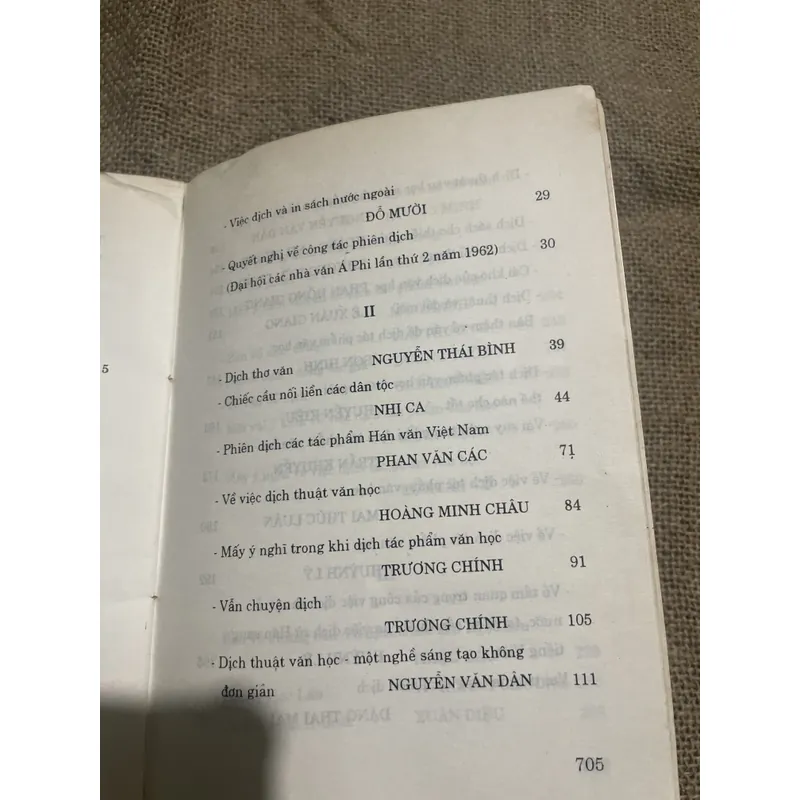 - Việc dịch và in sách nước ngoài
ĐỖ MƯỜI 29
- Quyết nghị về công tác phiên dịch
(Đại hội các nhà văn Á Phi lần thứ 2 năm 1962) 30
II
- Dịch thơ văn NGUYỄN THÁI BÌNH 39
- Chiếc cầu nối liền các dân tộc
NHỊ CA 44
- Phiên dịch các tác phẩm Hán văn Việt Nam
PHAN VĂN CÁC 71
- Về việc dịch thuật văn học
HOÀNG MINH CHÂU 84
- Mấy ý nghĩ trong khi dịch tác phẩm văn học
TRƯƠNG CHÍNH 91
- Vẫn chuyện dịch
TRƯƠNG CHÍNH 105
- Dịch thuật văn học - một nghề sáng tạo không
đơn giản NGUYỄN VĂN DÂN 111
705
5